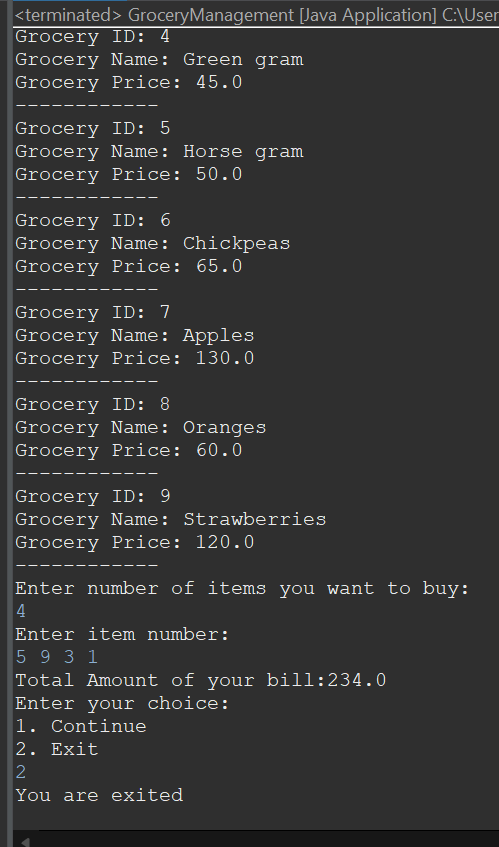 <terminated> GroceryManagement [Java Application] C:\User
Grocery ID: 4
Grocery Name: Green gram
Grocery Price: 45.0
------------
Grocery ID: 5
Grocery Name: Horse gram
Grocery Price: 50.0
------------
Grocery ID: 6
Grocery Name: Chickpeas
Grocery Price: 65.0
------------
Grocery ID: 7
Grocery Name: Apples
Grocery Price: 130.0
------------
Grocery ID: 8
Grocery Name: Oranges
Grocery Price: 60.0
------------
Grocery ID: 9
Grocery Name: Strawberries
Grocery Price: 120.0
------------
Enter number of items you want to buy:
4
Enter item number:
5 9 3 1
Total Amount of your bill:234.0
Enter your choice:
1. Continue
2. Exit
2
You are exited